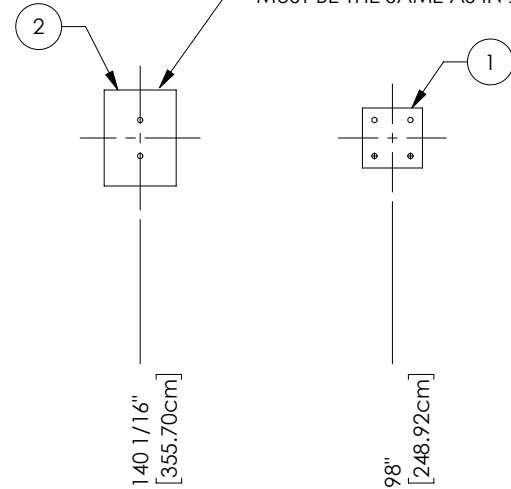 MUST BE THE SAME AS IN
2
1
140 1/16"
[355.70cm]
98"
[248.92cm]